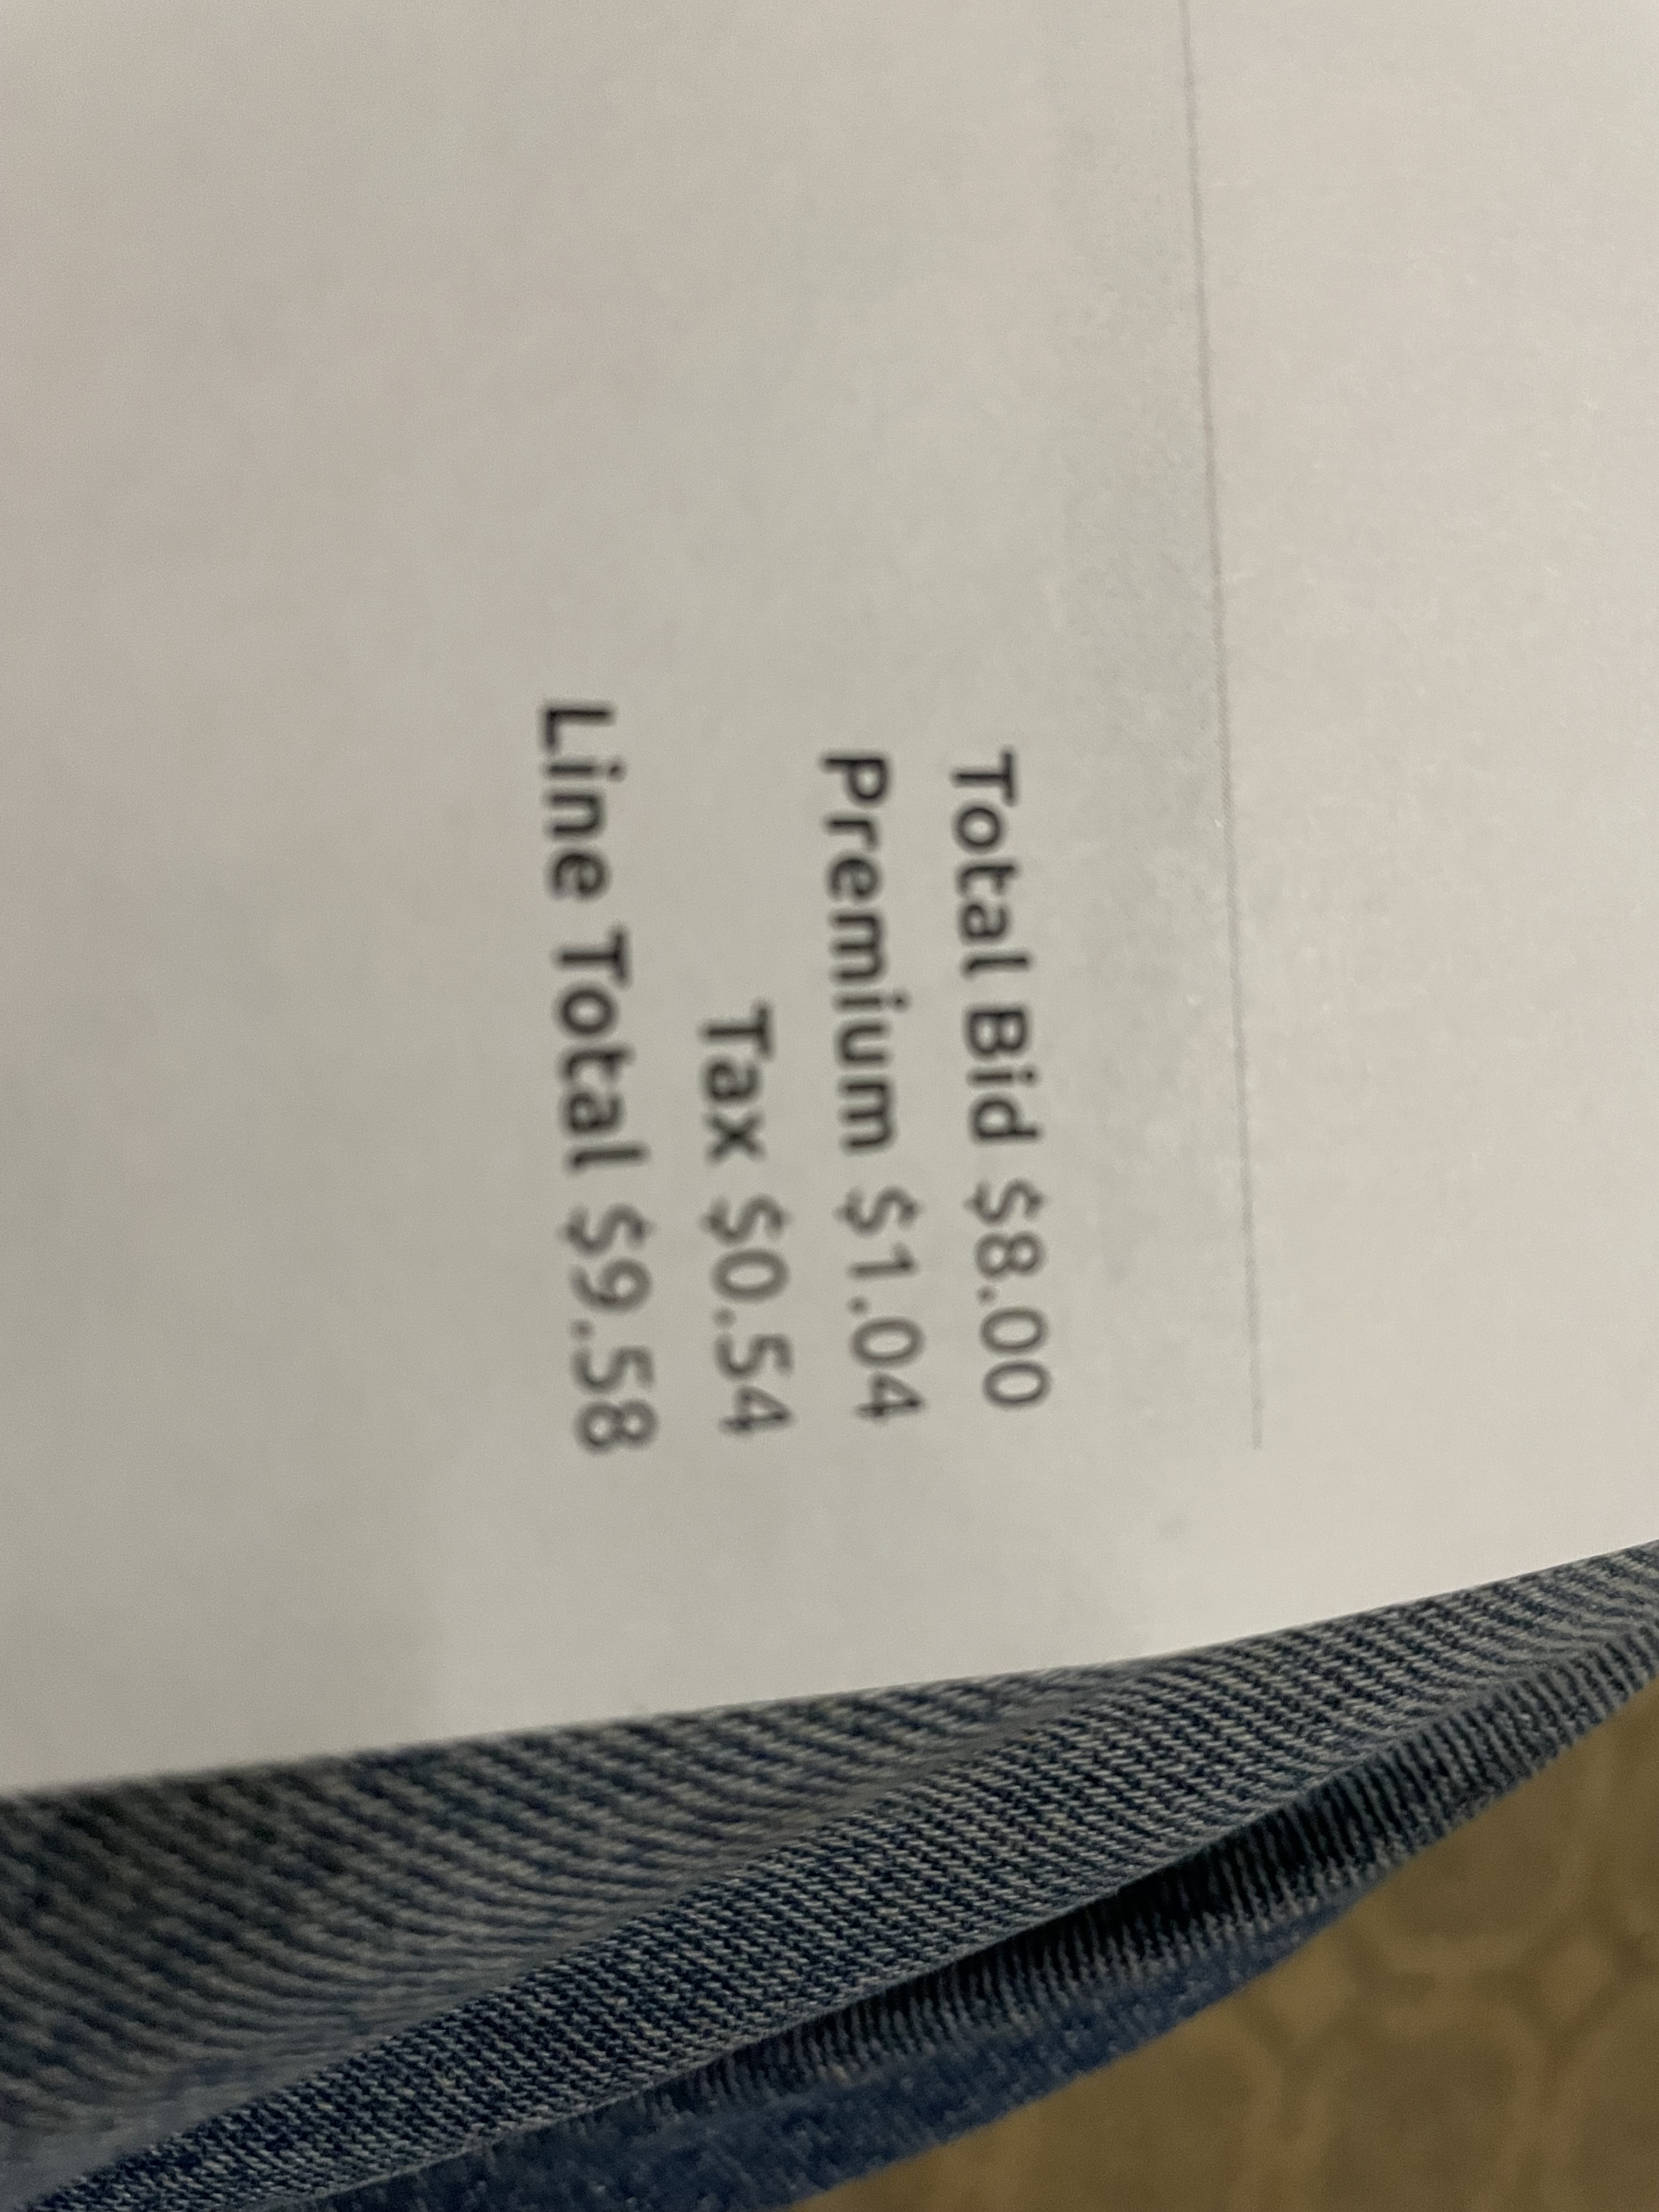 Total Bid $8.00
Premium $1.04
Tax $0.54
Line Total $9.58